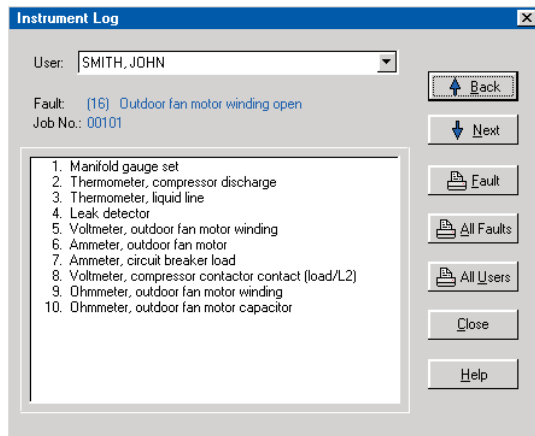 Instrument Log
User: SMITH, JOHN
Fault: (16) Outdoor fan motor winding open
Job No.: 00101
1. Manifold gauge set
2. Thermometer, compressor discharge
3. Thermometer, liquid line
4. Leak detector
5. Voltmeter, outdoor fan motor winding
6. Ammeter, outdoor fan motor
7. Ammeter, circuit breaker load
8. Voltmeter, compressor contactor contact (load/L2)
9. Ohmmeter, outdoor fan motor winding
10. Ohmmeter, outdoor fan motor capacitor
Back
Next
Fault
All Faults
All Users
Close
Help